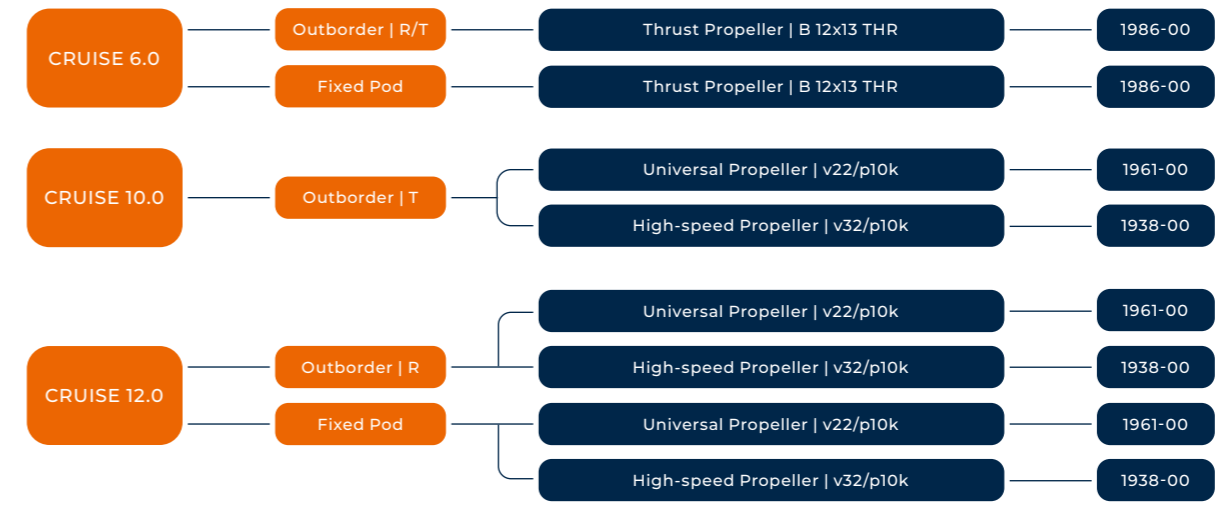 CRUISE 6.0
Outborder | R/T
Thrust Propeller | B 12x13 THR
1986-00
Fixed Pod
Thrust Propeller | B 12x13 THR
1986-00
CRUISE 10.0
Outborder | T
Universal Propeller | v22/p10k
1961-00
High-speed Propeller | v32/p10k
1938-00
CRUISE 12.0
Outborder | R
Universal Propeller | v22/p10k
1961-00
High-speed Propeller | v32/p10k
1938-00
Fixed Pod
Universal Propeller | v22/p10k
1961-00
High-speed Propeller | v32/p10k
1938-00